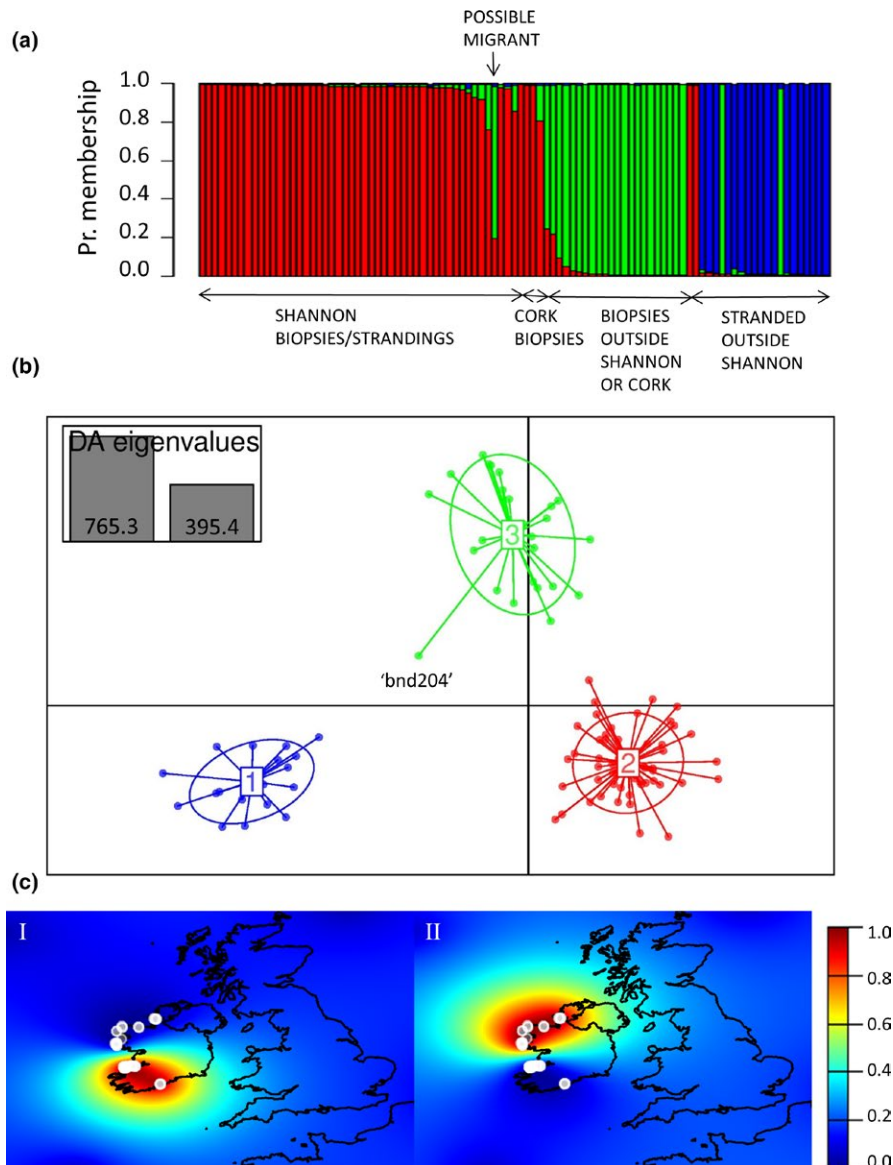 (a)
POSSIBLE
MIGRANT
Pr. membership
1.0
0.8
0.6
0.4
0.2
0.0
SHANNON
BIOPSIES/STRANDINGS
CORK
BIOPSIES
BIOPSIES
OUTSIDE
SHANNON
OR CORK
STRANDED
OUTSIDE
SHANNON
(b)
DA eigenvalues
765.3
395.4
3
'bnd204'
1
2
(c)
I
II
1.0
0.8
0.6
0.4
0.2
0.0